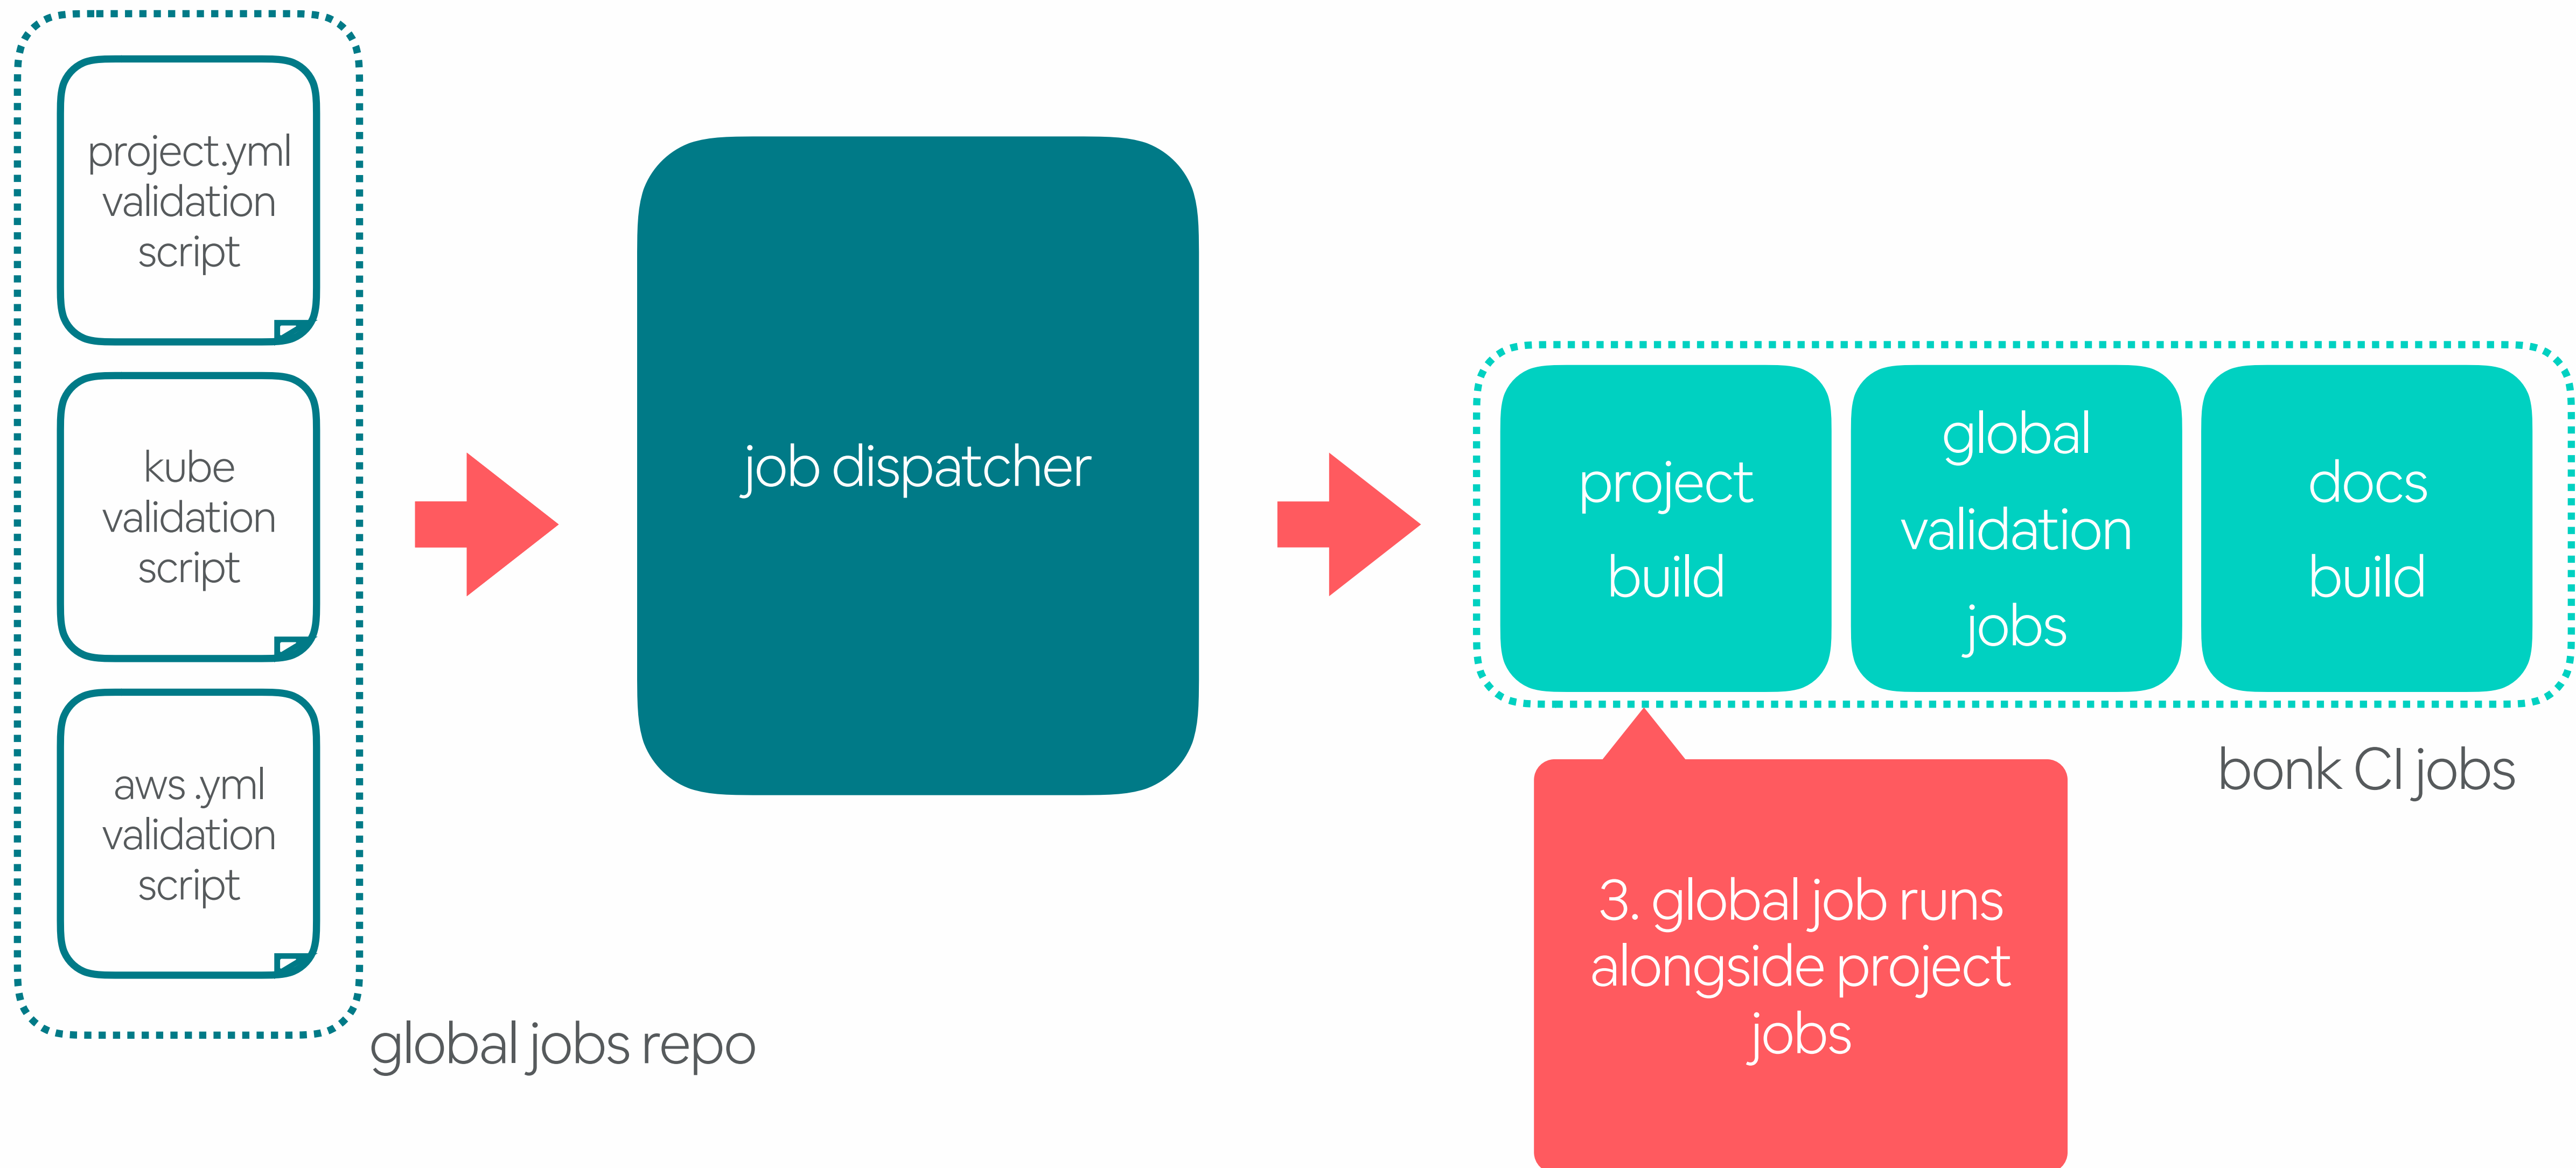 project.yml
validation
script
kube
validation
script
aws .yml
validation
script
global jobs repo
job dispatcher
project
build
global
validation
jobs
docs
build
bonk CI jobs
3. global job runs
alongside project
jobs